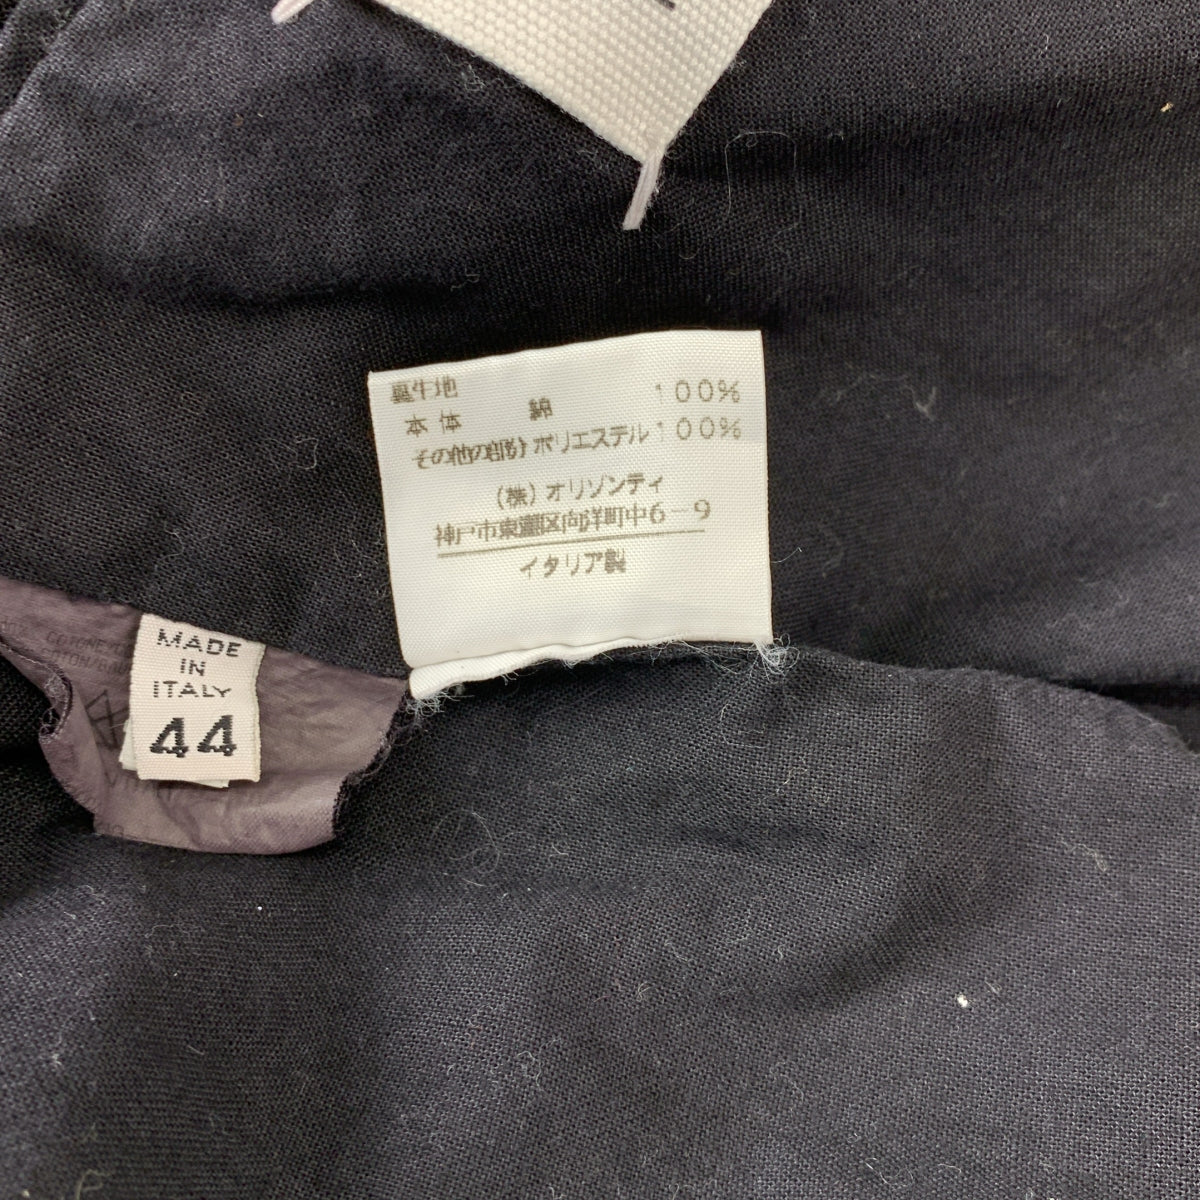 裏生地
本体 綿 100%
その他の部分 ポリエステル 100%
(株)オリゾンティ
神戸市東灘区向洋町中6-9
イタリア製
MADE
IN
ITALY
44